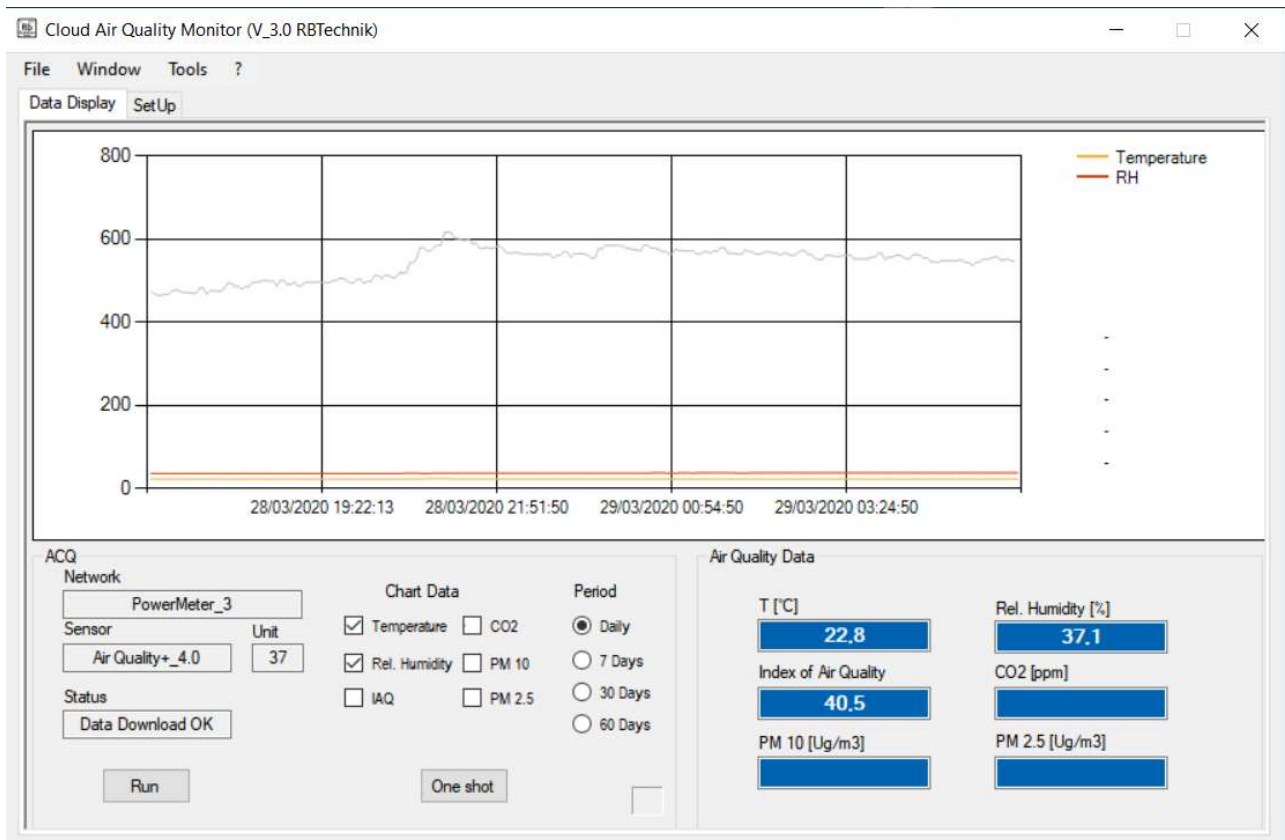 Cloud Air Quality Monitor (V_3.0 RBTechnik)
File Window Tools ?
Data Display SetUp
800
600
400
200
0
28/03/2020 19:22:13 28/03/2020 21:51:50 29/03/2020 00:54:50 29/03/2020 03:24:50
Temperature
RH
-
-
-
-
-
ACQ
Network
PowerMeter_3
Sensor Unit
Air Quality+_4.0 37
Status
Data Download OK
Run
Chart Data
Temperature CO2
Rel. Humidity PM 10
IAQ PM 2.5
One shot
Period
Daily
7 Days
30 Days
60 Days
Air Quality Data
T [°C] Rel. Humidity [%]
22.8 37.1
Index of Air Quality CO2 [ppm]
40.5
PM 10 [Ug/m3] PM 2.5 [Ug/m3]